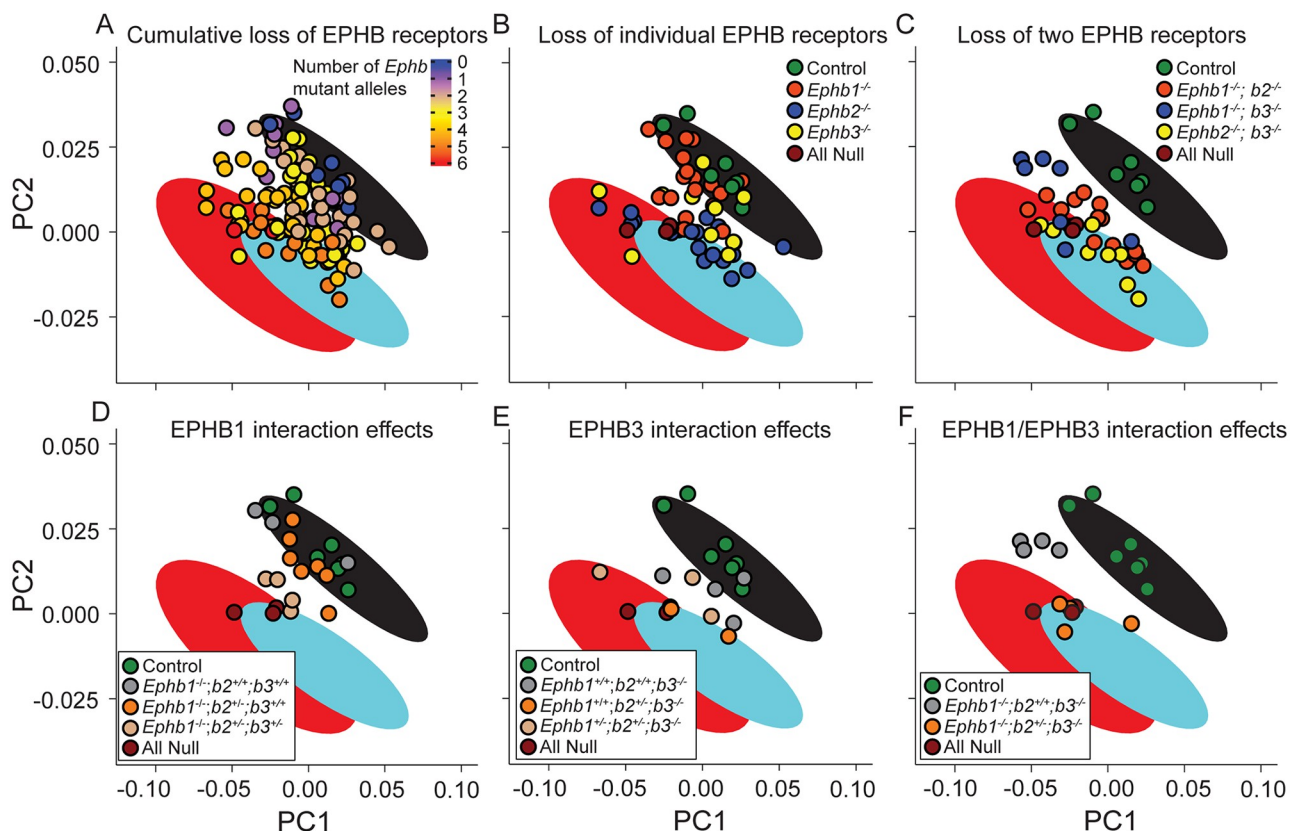 A Cumulative loss of EPHB receptors
Number of Ephb
mutant alleles
0
1
2
3
4
5
6
0.050
0.025
0.000
-0.025
PC2
B Loss of individual EPHB receptors
Control
Ephb1-/-
Ephb2-/-
Ephb3-/-
All Null
C Loss of two EPHB receptors
Control
Ephb1-/-; b2-/-
Ephb1-/-; b3-/-
Ephb2-/-; b3-/-
All Null
D EPHB1 interaction effects
0.050
0.025
0.000
-0.025
PC2
Control
Ephb1-/-;b2+/+;b3+/+
Ephb1-/-;b2+/-;b3+/+
Ephb1-/-;b2+/-;b3+/-
All Null
-0.10 -0.05 0.00 0.05 0.10
PC1
E EPHB3 interaction effects
Control
Ephb1+/+;b2+/+;b3-/-
Ephb1+/+;b2+/-;b3-/-
Ephb1+/-;b2+/-;b3-/-
All Null
-0.10 -0.05 0.00 0.05 0.10
PC1
F EPHB1/EPHB3 interaction effects
Control
Ephb1-/-;b2+/+;b3-/-
Ephb1-/-;b2+/-;b3-/-
All Null
-0.10 -0.05 0.00 0.05 0.10
PC1